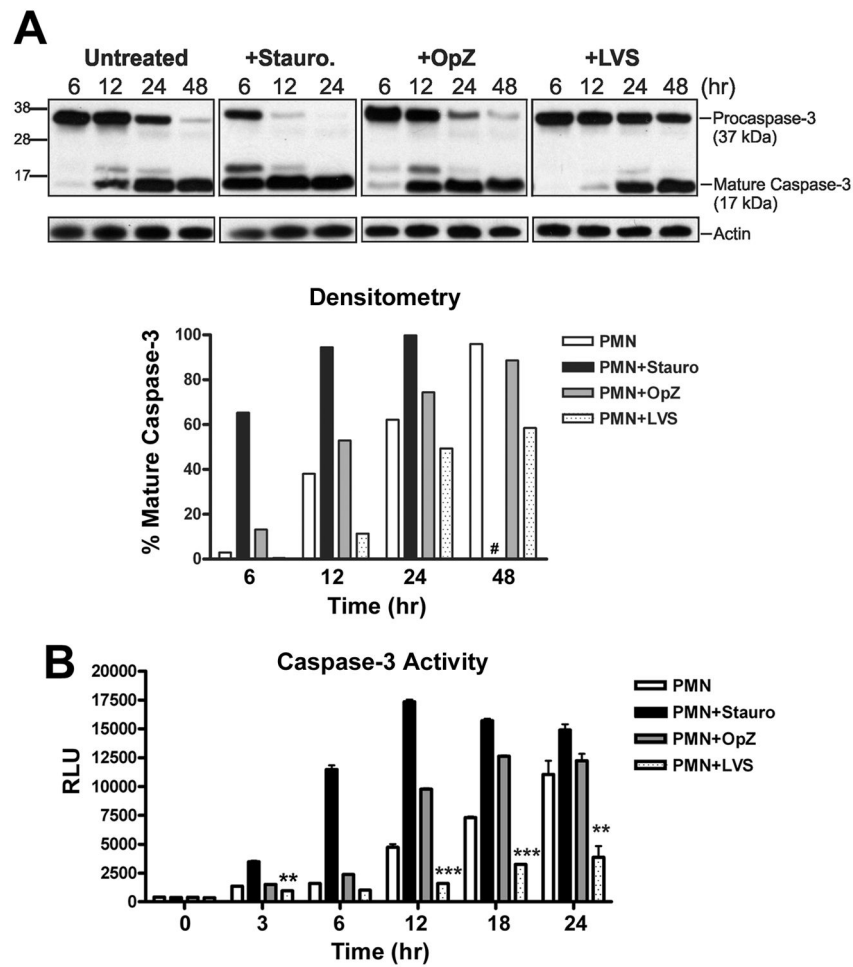 A
Untreated +Stauro. +OpZ +LVS
6 12 24 48 6 12 24 6 12 24 48 6 12 24 48 (hr)
38
28
17
Procaspase-3
(37 kDa)
Mature Caspase-3
(17 kDa)
Actin
Densitometry
% Mature Caspase-3
100
80
60
40
20
0
#
6 12 24 48
Time (hr)
PMN
PMN+Stauro
PMN+OpZ
PMN+LVS
B
Caspase-3 Activity
RLU
20000
17500
15000
12500
10000
7500
5000
2500
0
** *** *** **
0 3 6 12 18 24
Time (hr)
PMN
PMN+Stauro
PMN+OpZ
PMN+LVS